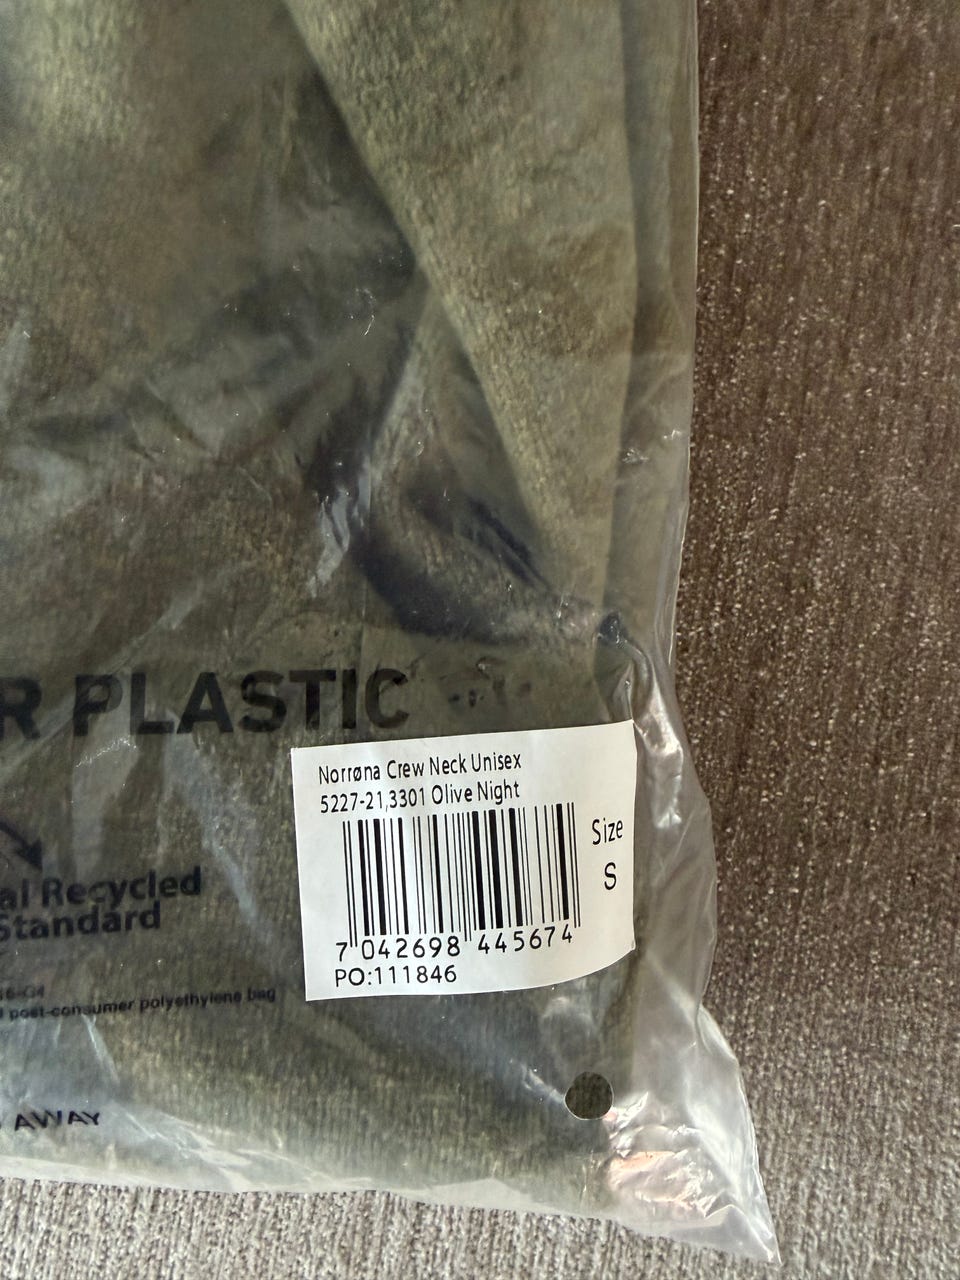 R PLASTIC
Norrøna Crew Neck Unisex
5227-21,3301 Olive Night
Size
S
7 042698 445674
PO:111846
al Recycled
Standard
post-consumer polyethylene bag
AWAY